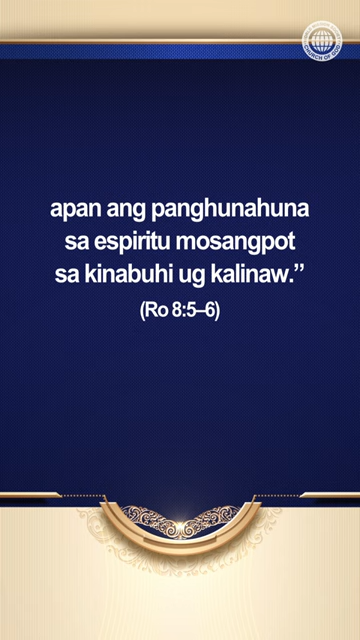 apan ang panghunahuna
sa espiritu mosangpot
sa kinabuhi ug kalinaw.”
(Ro 8:5–6)